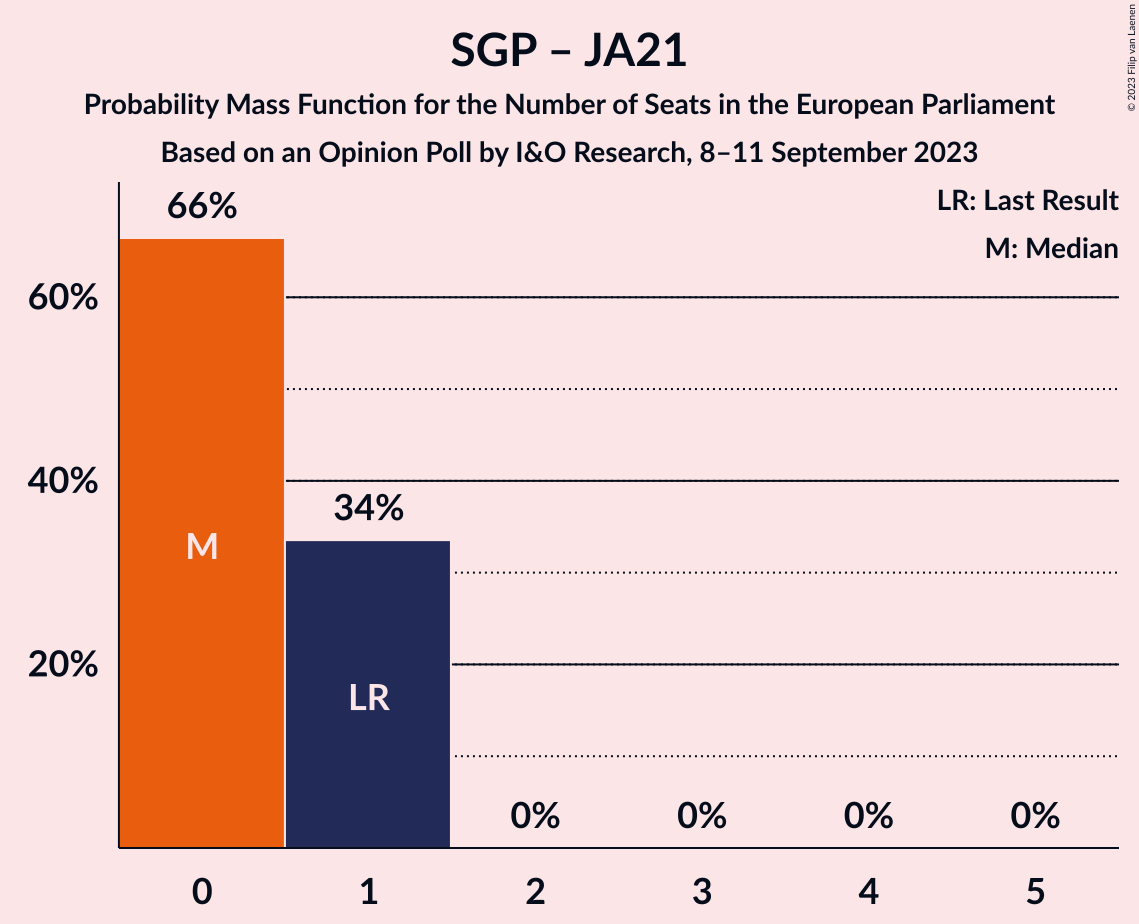 SGP – JA21
Probability Mass Function for the Number of Seats in the European Parliament
Based on an Opinion Poll by I&O Research, 8–11 September 2023
© 2023 Filip van Laenen
LR: Last Result
M: Median
66%
60%
40%
34%
M
20%
LR
0% 0% 0% 0%
0 1 2 3 4 5